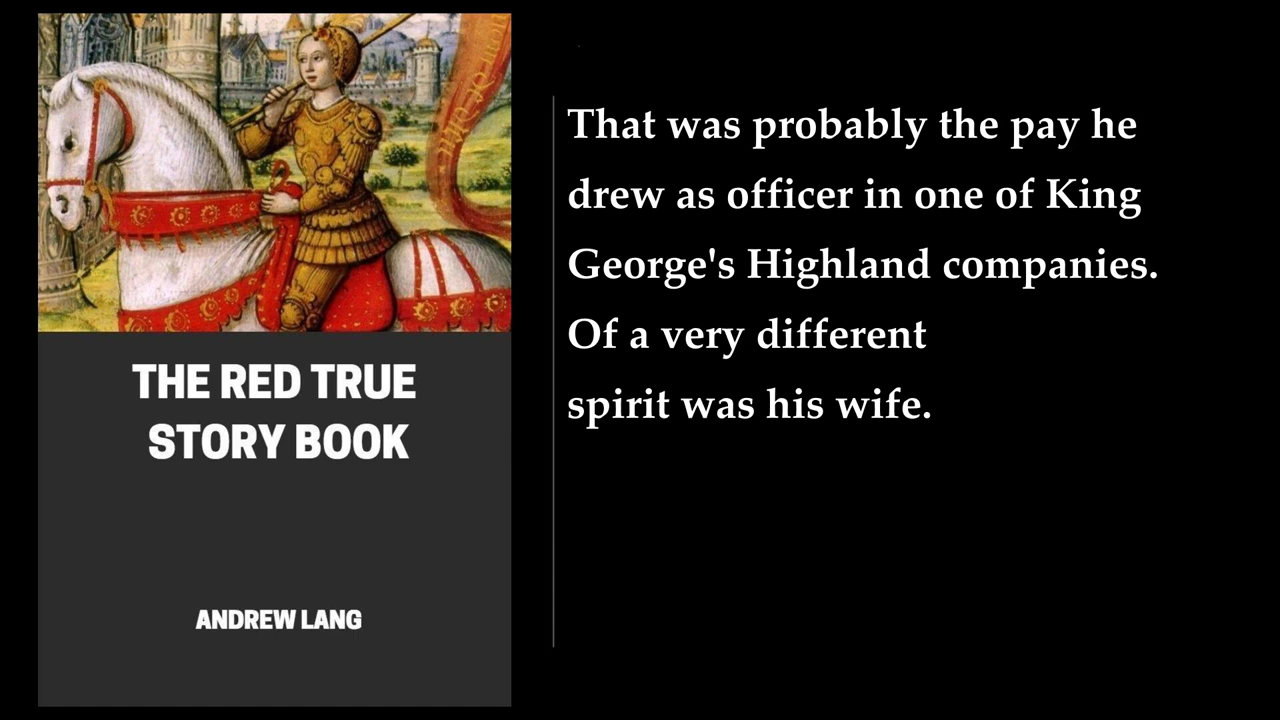 THE RED TRUE
STORY BOOK
ANDREW LANG
That was probably the pay he
drew as officer in one of King
George's Highland companies.
Of a very different
spirit was his wife.